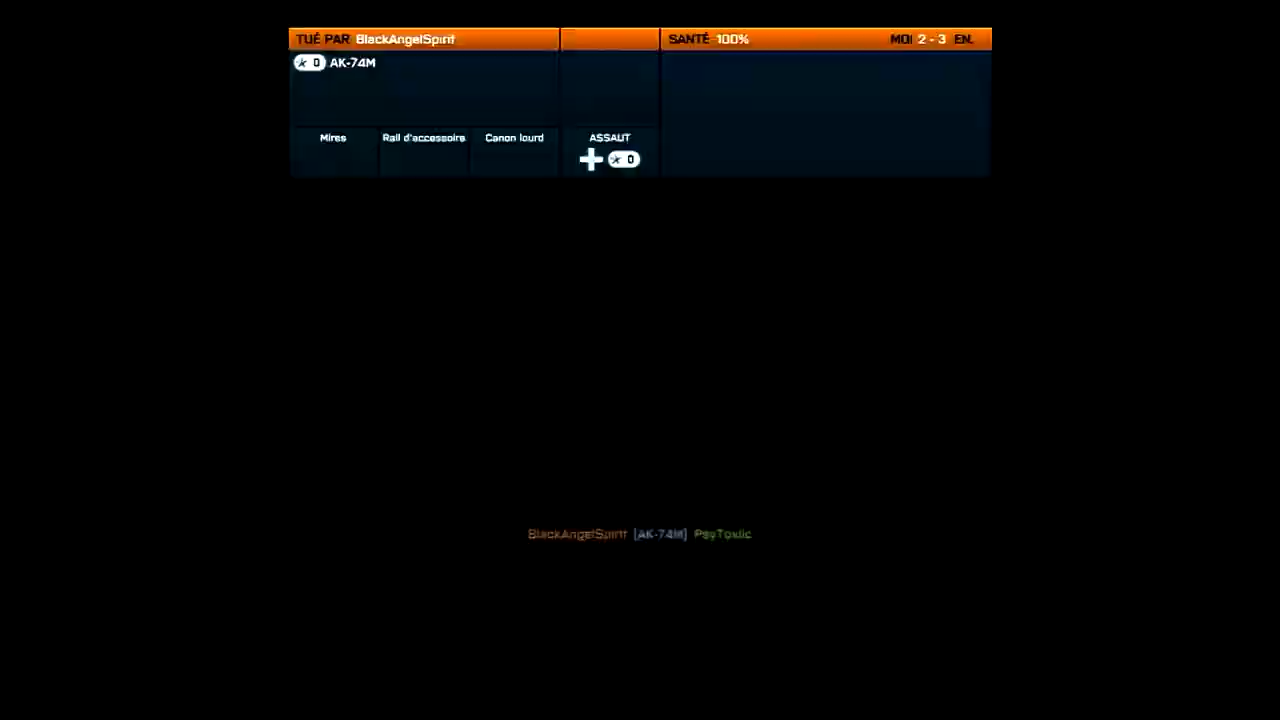 TUÉ PAR BlackAngelSpirit SANTÉ 100% MOI 2 - 3 EN.
0 AK-74M
Mires Rail d'accessoire Canon lourd ASSAUT
0
BlackAngelSpirit [AK-74M] PsyToxiic